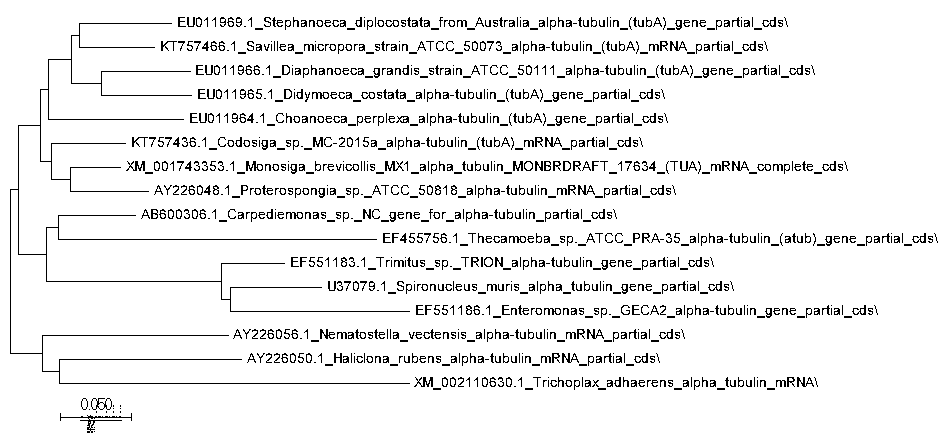 EU011969.1_Stephanoeca_diplocostata_from_Australia_alpha-tubulin_(tubA)_gene_partial_cds\
KT757466.1_Savillea_micropora_strain_ATCC_50073_alpha-tubulin_(tubA)_mRNA_partial_cds\
EU011966.1_Diaphanoeca_grandis_strain_ATCC_50111_alpha-tubulin_(tubA)_gene_partial_cds\
EU011965.1_Didymoeca_costata_alpha-tubulin_(tubA)_gene_partial_cds\
EU011964.1_Choanoeca_perplexa_alpha-tubulin_(tubA)_gene_partial_cds\
KT757436.1_Codosiga_sp._MC-2015a_alpha-tubulin_(tubA)_mRNA_partial_cds\
XM_001743353.1_Monosiga_brevicollis_MX1_alpha_tubulin_MONBRDRAFT_17634_(TUA)_mRNA_complete_cds\
AY226048.1_Proterospongia_sp._ATCC_50818_alpha-tubulin_mRNA_partial_cds\
AB600306.1_Carpediemonas_sp._NC_gene_for_alpha-tubulin_partial_cds\
EF455756.1_Thecamoeba_sp._ATCC_PRA-35_alpha-tubulin_(atub)_gene_partial_cds\
EF551183.1_Trimitus_sp._TRION_alpha-tubulin_gene_partial_cds\
U37079.1_Spironucleus_muris_alpha_tubulin_gene_partial_cds\
EF551186.1_Enteromonas_sp._GECA2_alpha-tubulin_gene_partial_cds\
AY226056.1_Nematostella_vectensis_alpha-tubulin_mRNA_partial_cds\
AY226050.1_Haliclona_rubens_alpha-tubulin_mRNA_partial_cds\
XM_002110630.1_Trichoplax_adhaerens_alpha_tubulin_mRNA\
0.050